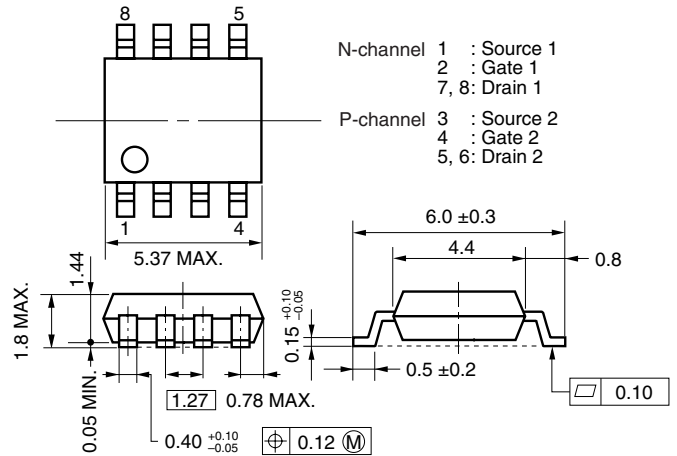 8 5
N-channel 1 : Source 1
2 : Gate 1
7, 8: Drain 1
P-channel 3 : Source 2
4 : Gate 2
5, 6: Drain 2
1 4
5.37 MAX.
6.0 ±0.3
4.4
0.8
1.44
1.8 MAX.
0.05 MIN.
0.15 +0.10 –0.05
0.5 ±0.2
0.10
1.27 0.78 MAX.
0.40 +0.10 –0.05
0.12 Ⓜ